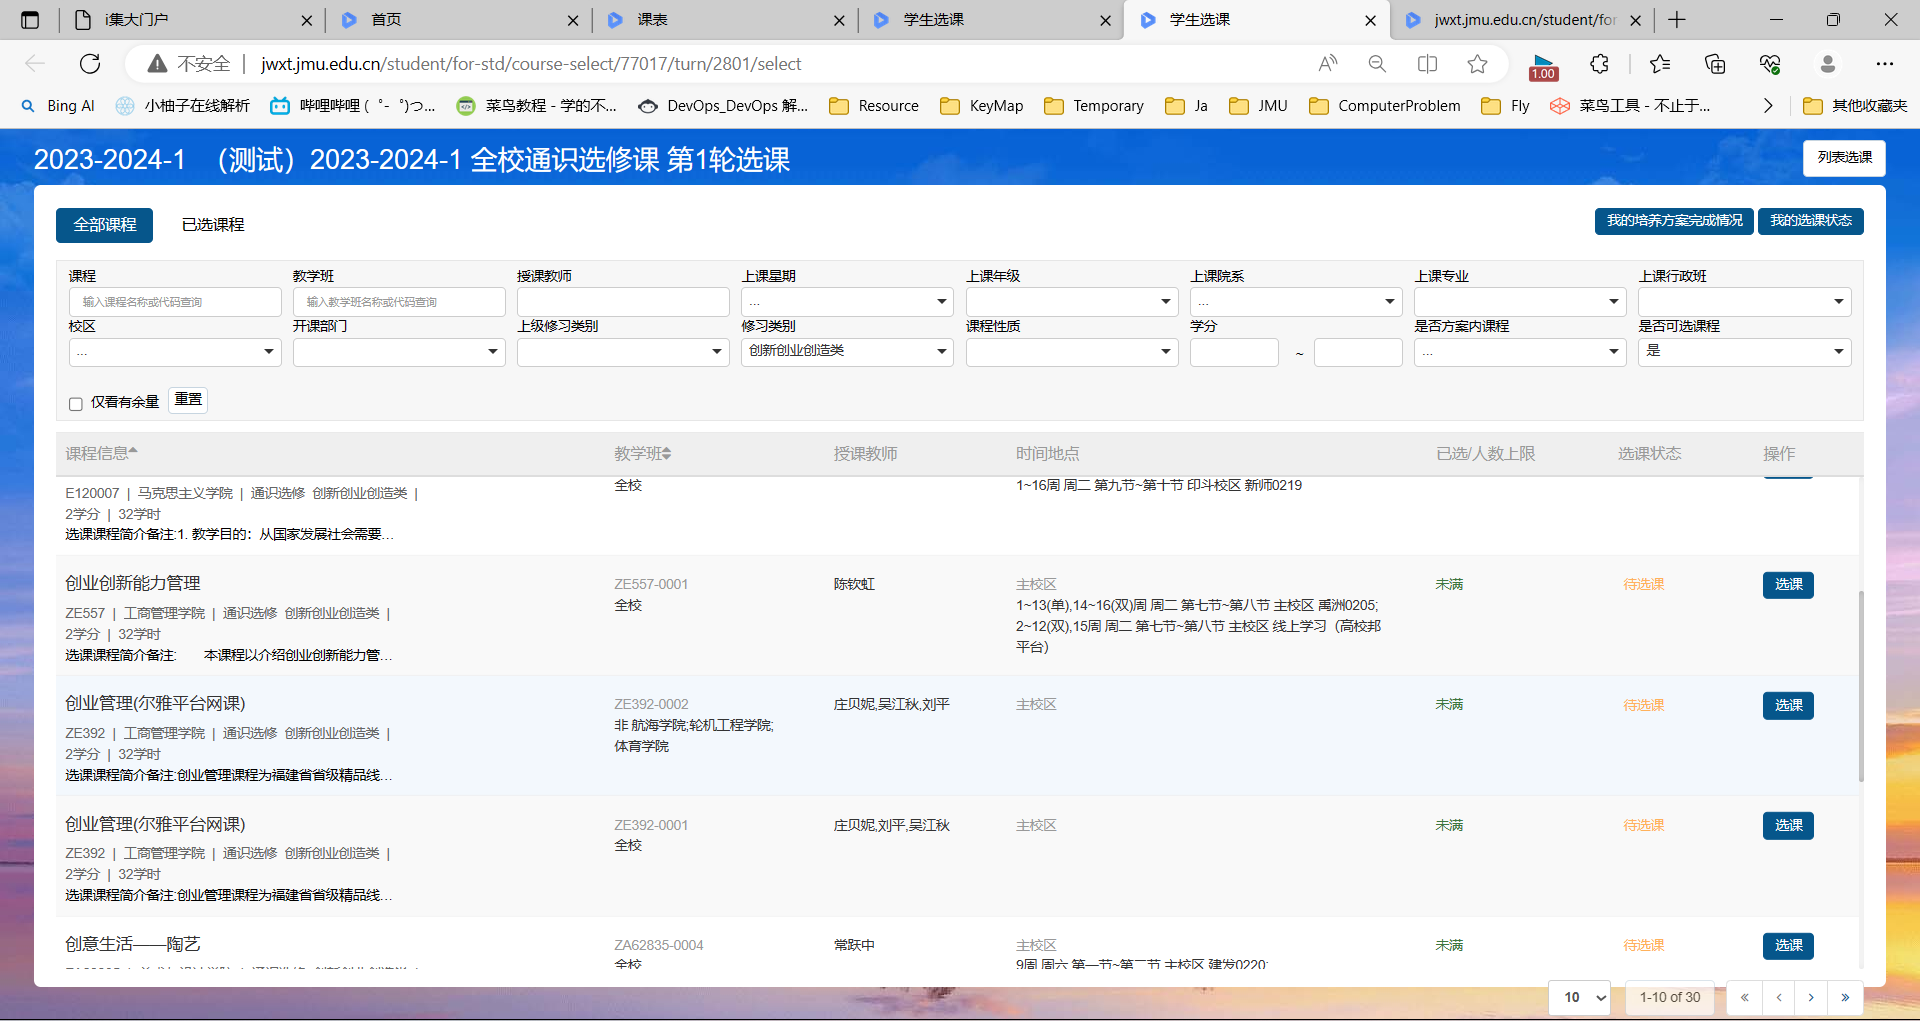 i集大门户
首页
课表
学生选课
学生选课
jwxt.jmu.edu.cn/student/for
不安全
jwxt.jmu.edu.cn/student/for-std/course-select/77017/turn/2801/select
1.00
Bing AI
小柚子在线解析
哔哩哔哩 (゜-゜)つ...
菜鸟教程 - 学的不...
DevOps_DevOps 解...
Resource
KeyMap
Temporary
Ja
JMU
ComputerProblem
Fly
菜鸟工具 - 不止于...
其他收藏夹
2023-2024-1 （测试）2023-2024-1 全校通识选修课 第1轮选课
列表选课
全部课程
已选课程
我的培养方案完成情况
我的选课状态
课程
教学班
授课教师
上课星期
上课年级
上课院系
上课专业
上课行政班
输入课程名称或代码查询
输入教学班名称或代码查询
...
...
校区
开课部门
上级修习类别
修习类别
课程性质
学分
是否方案内课程
是否可选课程
...
创新创业创造类
~
...
是
仅看有余量
重置
课程信息
教学班
授课教师
时间地点
已选/人数上限
选课状态
操作
全校
1~16周 周二 第九节~第十节 印斗校区 新师0219
E120007 | 马克思主义学院 | 通识选修 创新创业创造类 |
2学分 | 32学时
选课课程简介备注:1. 教学目的：从国家发展社会需要...
创业创新能力管理
ZE557-0001
陈钦虹
主校区
未满
待选课
选课
全校
1~13(单),14~16(双)周 周二 第七节~第八节 主校区 禹洲0205;
ZE557 | 工商管理学院 | 通识选修 创新创业创造类 |
2~12(双),15周 周二 第七节~第八节 主校区 线上学习（高校邦
2学分 | 32学时
平台）
选课课程简介备注: 本课程以介绍创业创新能力管...
创业管理(尔雅平台网课)
ZE392-0002
庄贝妮,吴江秋,刘平
主校区
未满
待选课
选课
非 航海学院;轮机工程学院;
ZE392 | 工商管理学院 | 通识选修 创新创业创造类 |
体育学院
2学分 | 32学时
选课课程简介备注:创业管理课程为福建省省级精品线...
创业管理(尔雅平台网课)
ZE392-0001
庄贝妮,刘平,吴江秋
主校区
未满
待选课
选课
全校
ZE392 | 工商管理学院 | 通识选修 创新创业创造类 |
2学分 | 32学时
选课课程简介备注:创业管理课程为福建省省级精品线...
创意生活——陶艺
ZA62835-0004
常跃中
主校区
未满
待选课
选课
全校
9周 周六 第一节~第二节 主校区 建发0220;
10
1-10 of 30
« ‹ › »